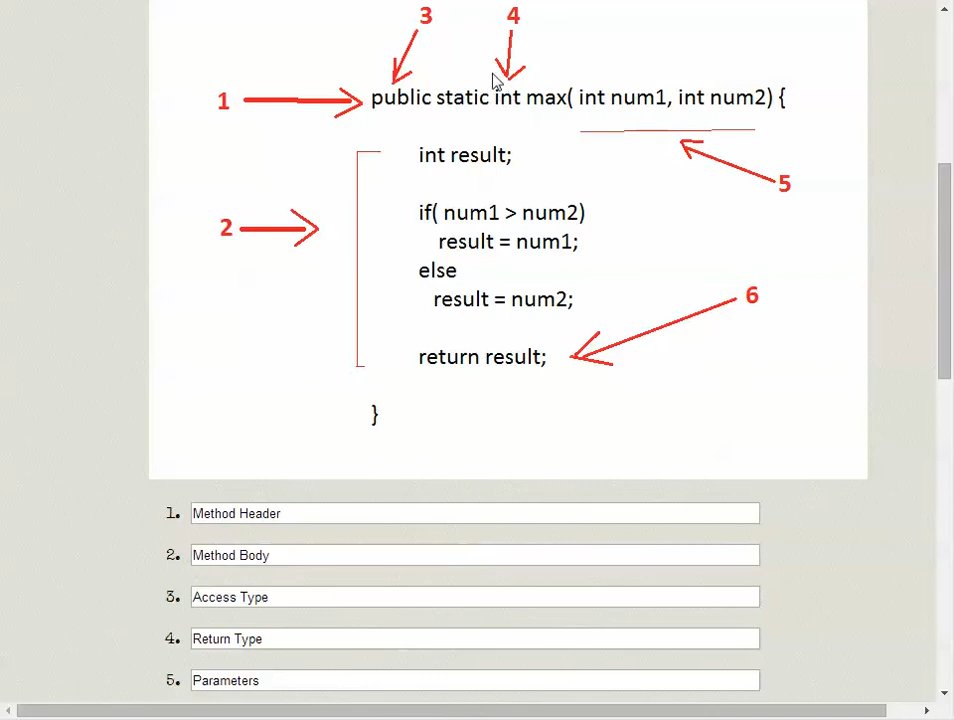 3 4
1 public static int max( int num1, int num2) {
int result;
5
2 if( num1 > num2)
result = num1;
else
result = num2;
6
return result;
}
1. Method Header
2. Method Body
3. Access Type
4. Return Type
5. Parameters